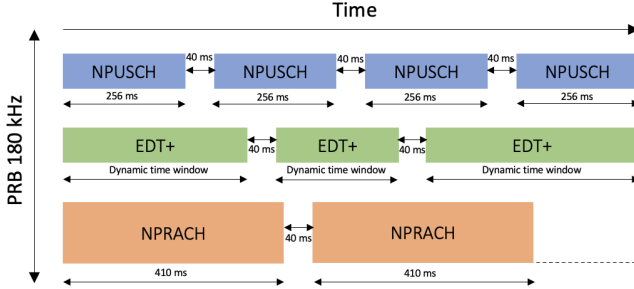 Time
PRB 180 kHz
40 ms 40 ms 40 ms
NPUSCH NPUSCH NPUSCH NPUSCH
256 ms 256 ms 256 ms 256 ms
EDT+ EDT+ EDT+
40 ms 40 ms
Dynamic time window Dynamic time window Dynamic time window
NPRACH NPRACH
40 ms
410 ms 410 ms